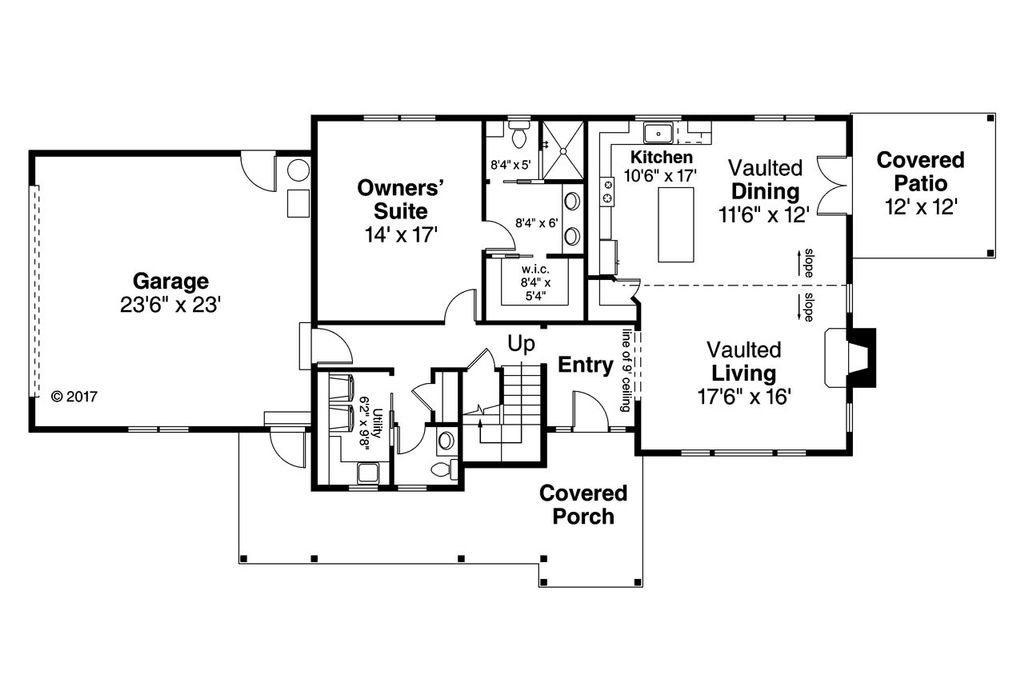 8'4" x 5'
Kitchen
10'6" x 17'
Vaulted
Dining
11'6" x 12'
Covered
Patio
12' x 12'
Owners'
Suite
14' x 17'
8'4" x 6'
Garage
23'6" x 23'
w.i.c.
8'4" x
5'4"
slope
slope
Up
Entry
line of 9' ceiling
Vaulted
Living
17'6" x 16'
© 2017
Utility
6'2" x 9'8"
Covered
Porch